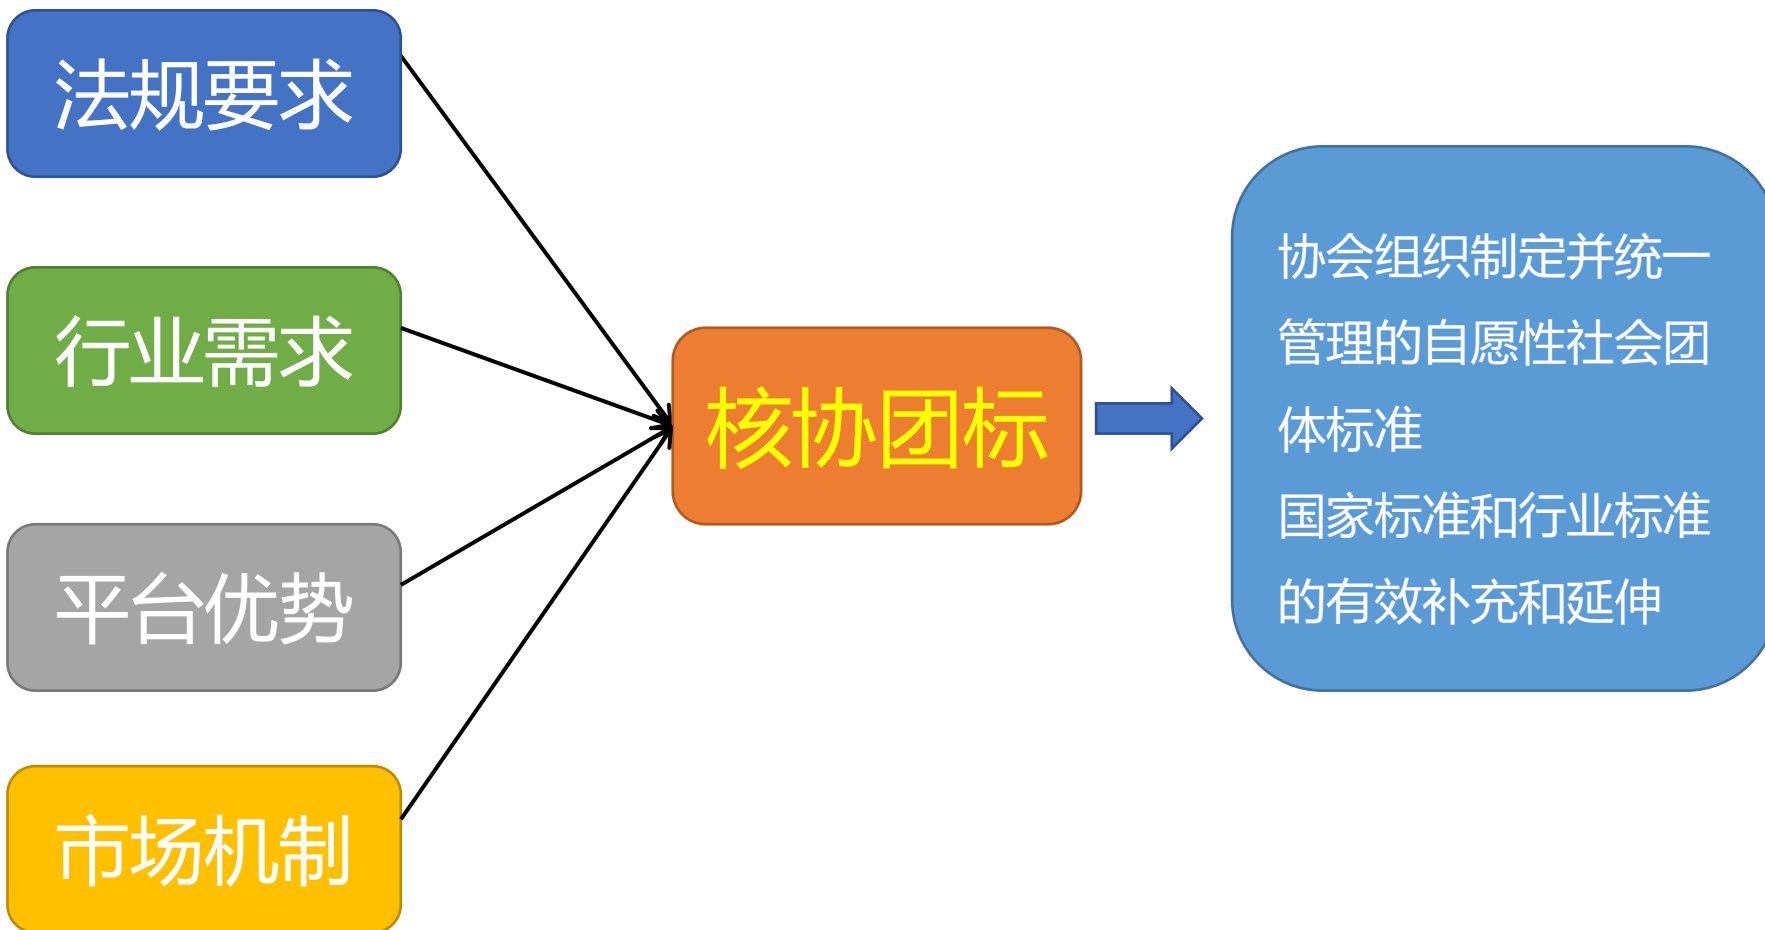 法规要求
行业需求
平台优势
市场机制
核协团标
协会组织制定并统一
管理的自愿性社会团
体标准
国家标准和行业标准
的有效补充和延伸